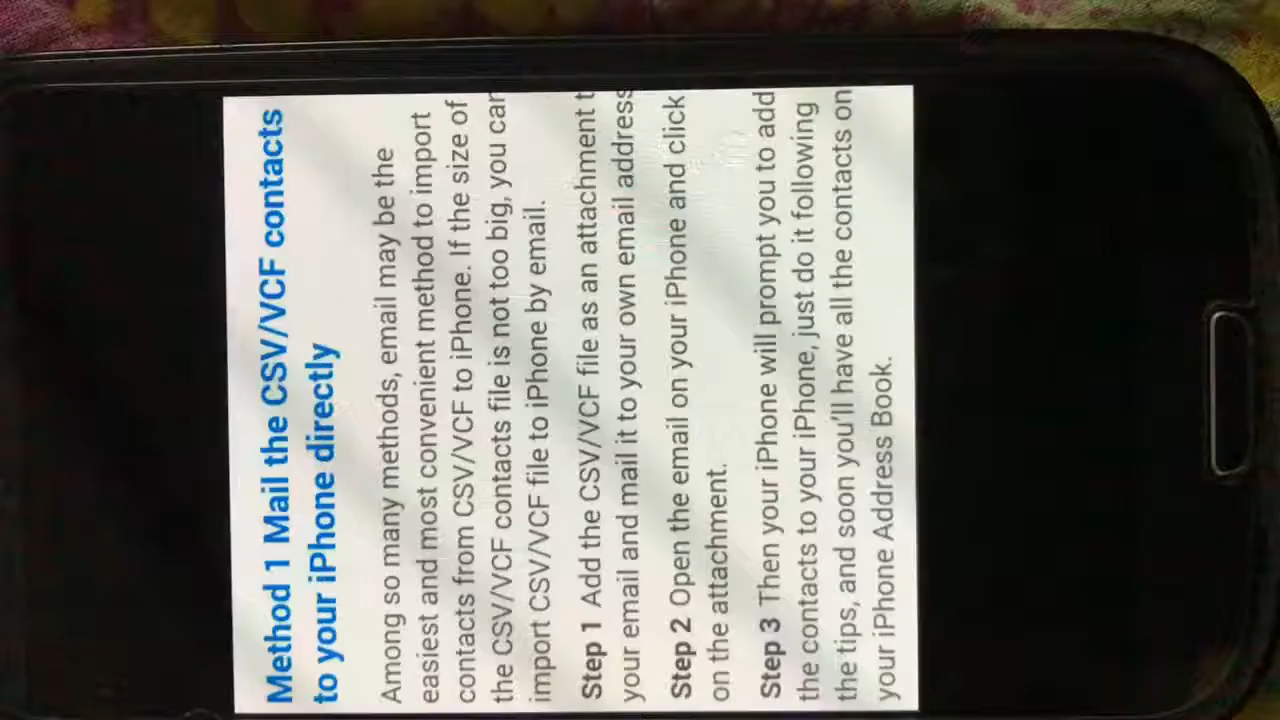 Method 1 Mail the CSV/VCF contacts
to your iPhone directly
Among so many methods, email may be the
easiest and most convenient method to import
contacts from CSV/VCF to iPhone. If the size of
the CSV/VCF contacts file is not too big, you can
import CSV/VCF file to iPhone by email.
Step 1 Add the CSV/VCF file as an attachment t
your email and mail it to your own email address
Step 2 Open the email on your iPhone and click
on the attachment.
Step 3 Then your iPhone will prompt you to add
the contacts to your iPhone, just do it following
the tips, and soon you'll have all the contacts on
your iPhone Address Book.